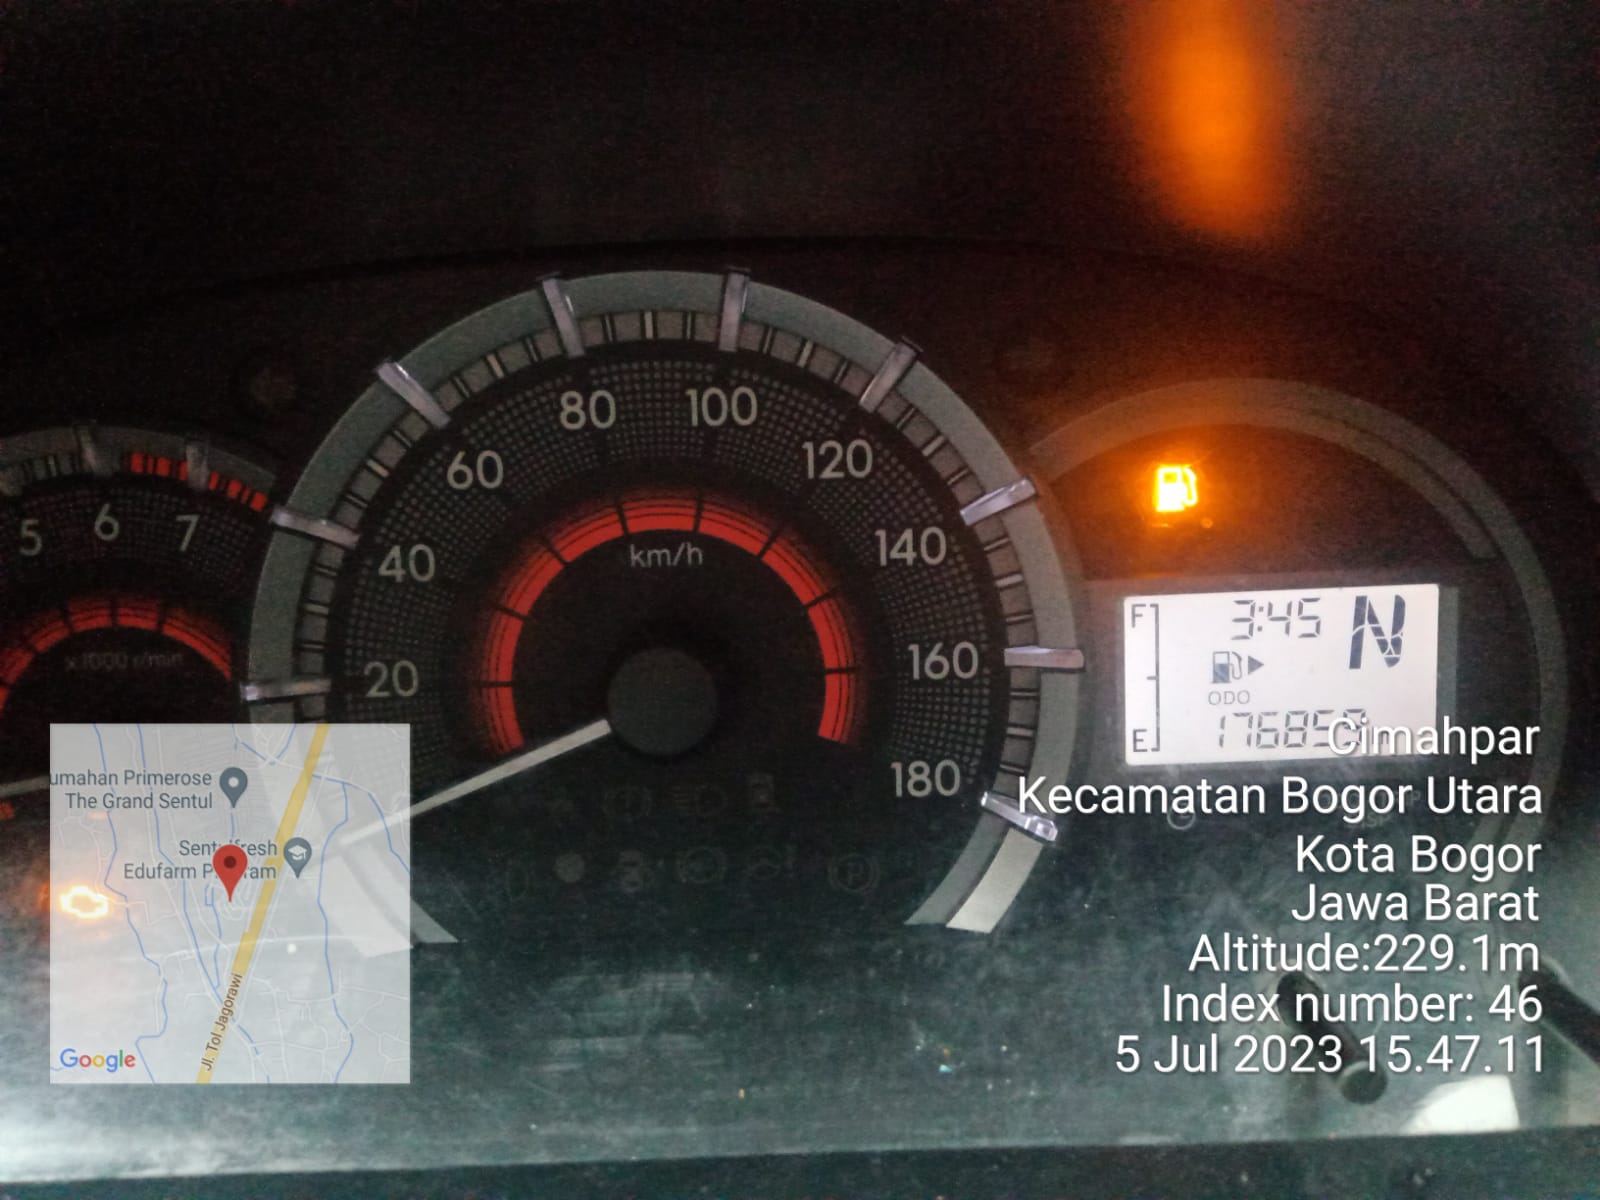 80
100
60
120
5
6
7
40
km/h
140
x1000 r/min
20
160
180
F
3:45
N
ODO
E
Cimahpar
Kecamatan Bogor Utara
Kota Bogor
Jawa Barat
Altitude:229.1m
Index number: 46
5 Jul 2023 15.47.11
umahan Primerose
The Grand Sentul
Edufarm
Jl. Tol Jagorawi
Google